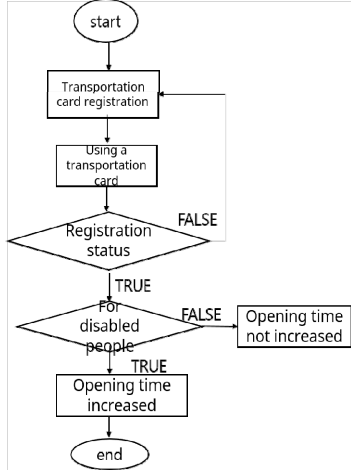 start
Transportation
card registration
Using a
transportation
card
FALSE
Registration
status
TRUE
For
disabled
people
FALSE
Opening time
not increased
TRUE
Opening time
increased
end